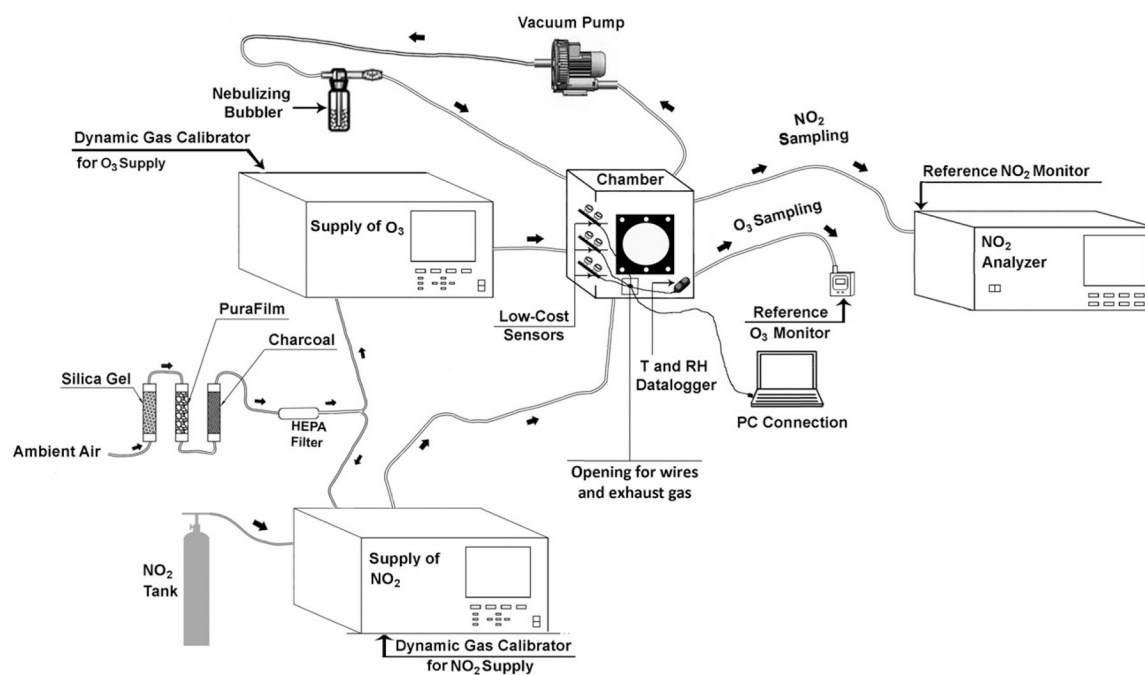 Vacuum Pump
Nebulizing
Bubbler
Dynamic Gas Calibrator
for O₃ Supply
NO₂
Sampling
Chamber
Reference NO₂ Monitor
Supply of O₃
O₃ Sampling
NO₂
Analyzer
PuraFilm
Charcoal
Silica Gel
Low-Cost
Sensors
Reference
O₃ Monitor
T and RH
Datalogger
PC Connection
HEPA
Filter
Ambient Air
Opening for wires
and exhaust gas
NO₂
Tank
Supply of
NO₂
Dynamic Gas Calibrator
for NO₂ Supply